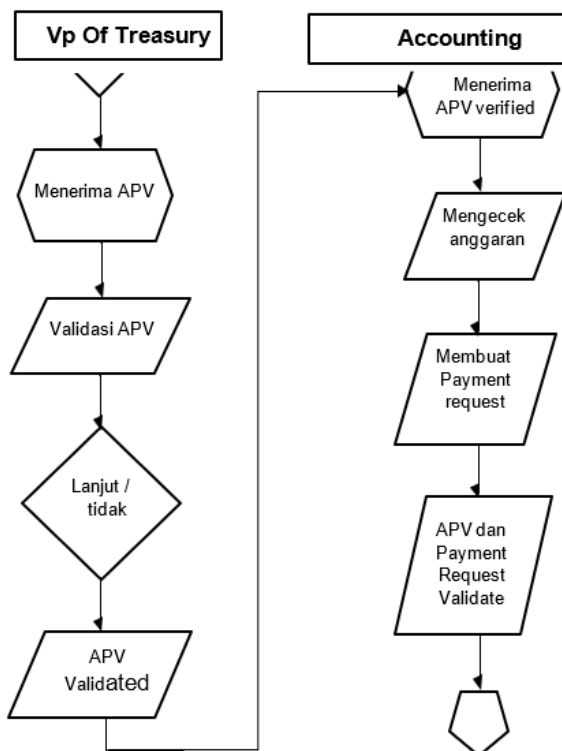 Vp Of Treasury
Menerima APV
Validasi APV
Lanjut /
tidak
APV
Validated
Accounting
Menerima
APV verified
Mengecek
anggaran
Membuat
Payment
request
APV dan
Payment
Request
Validate